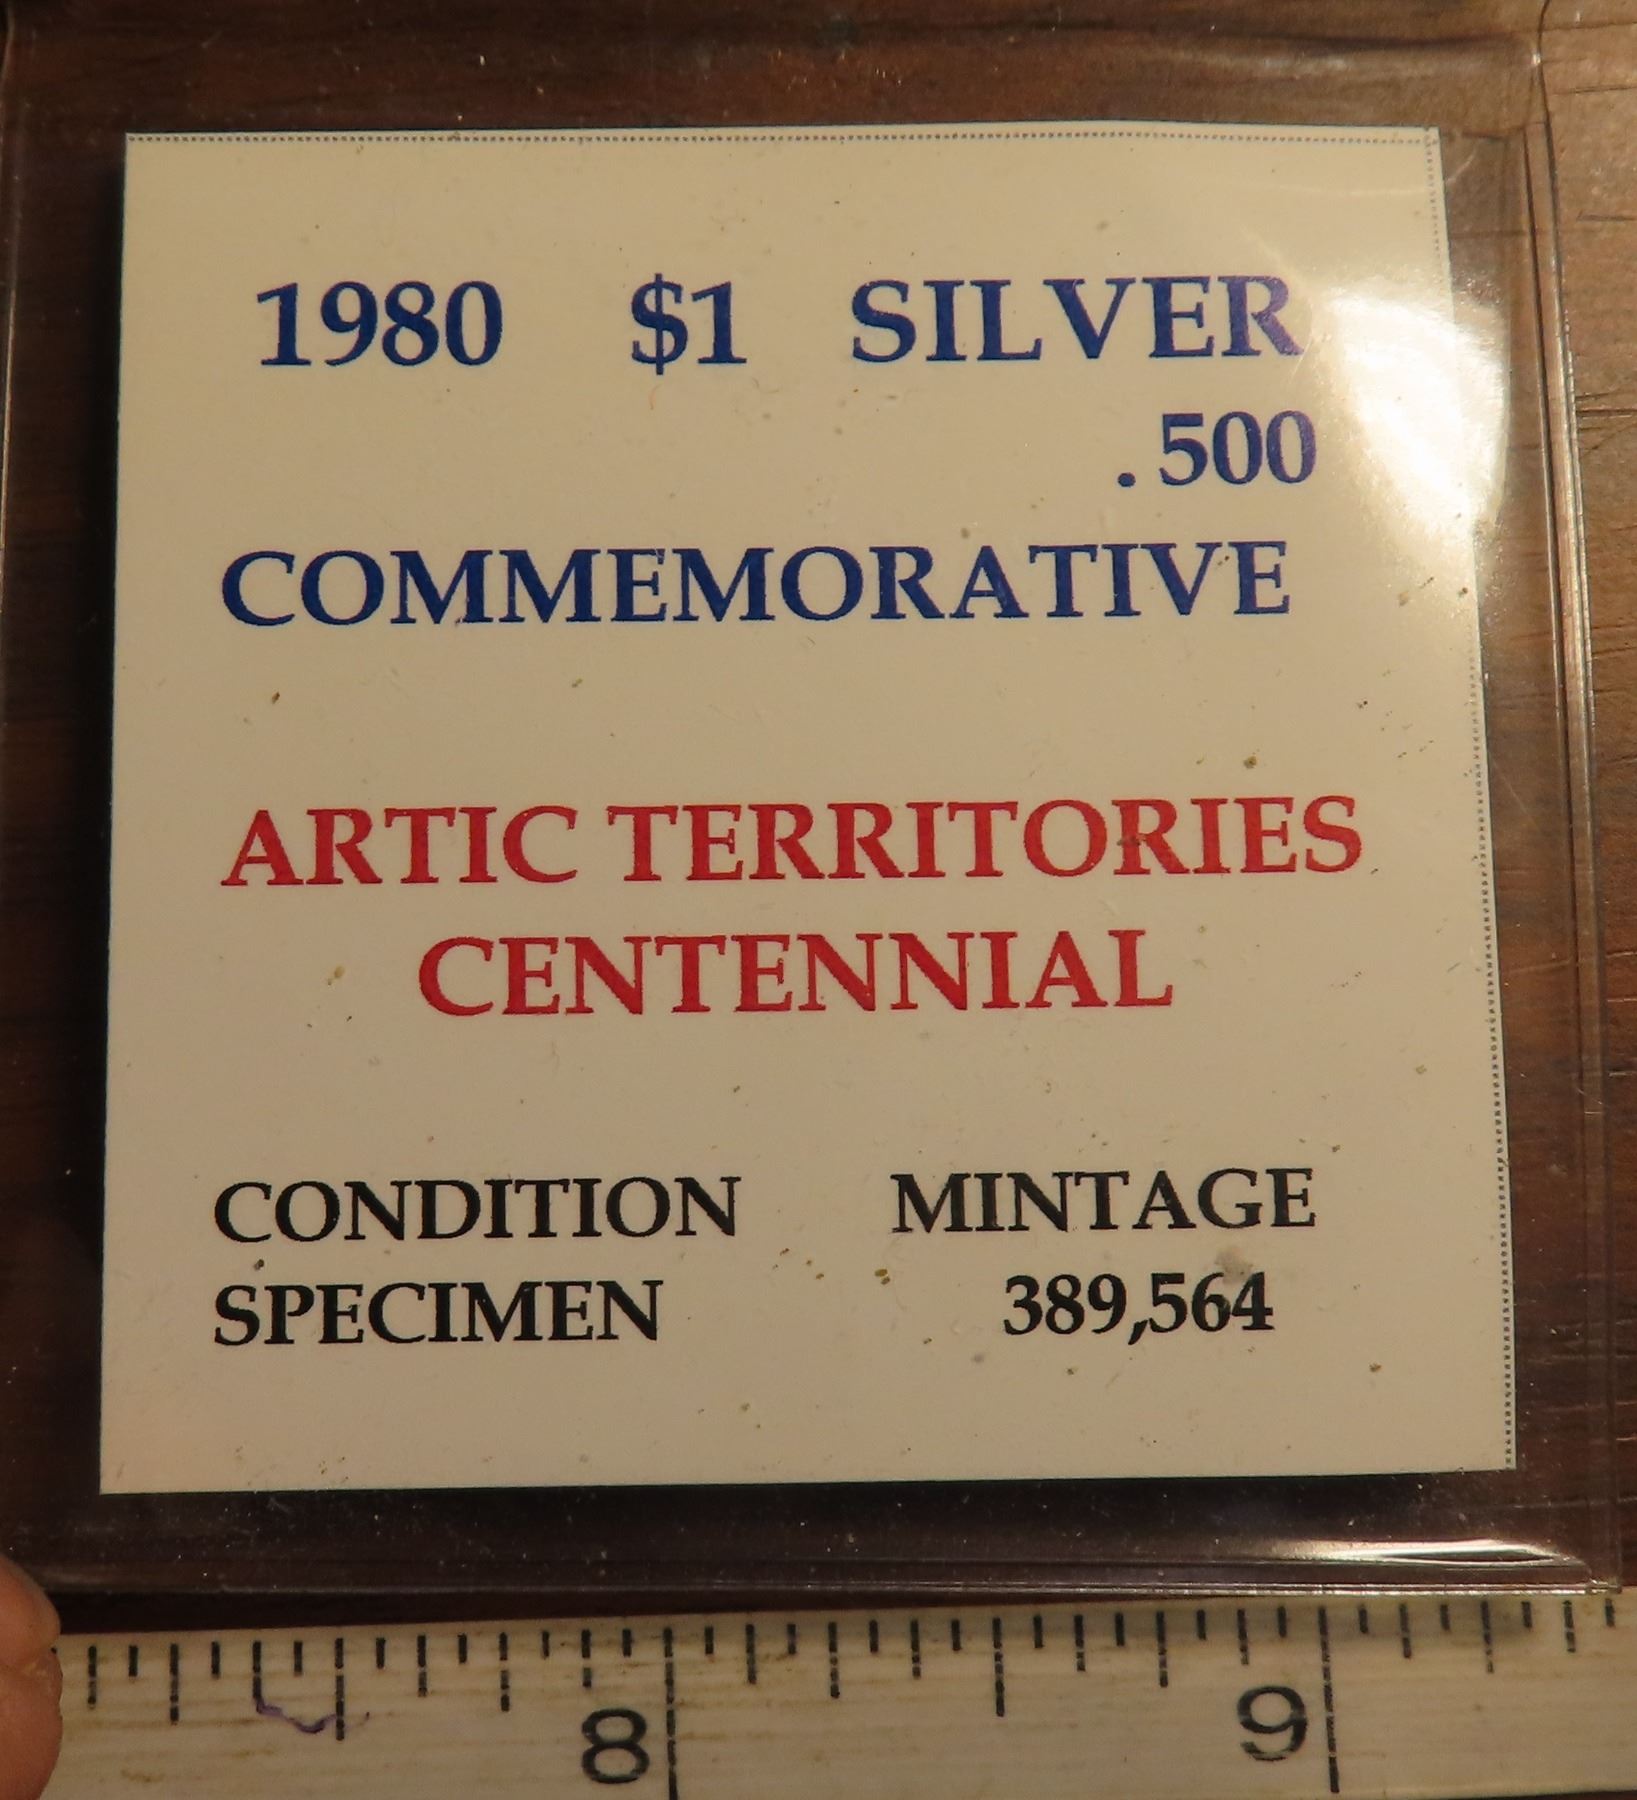 1980 $1 SILVER
.500
COMMEMORATIVE
ARTIC TERRITORIES
CENTENNIAL
CONDITION MINTAGE
SPECIMEN 389,564
8 9